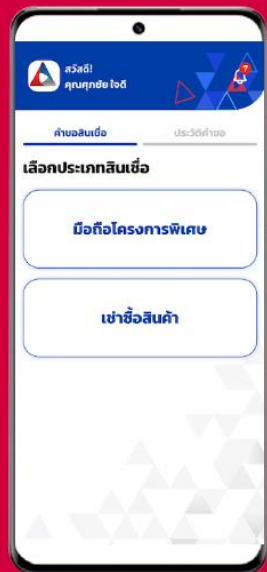 สวัสดี!
คุณศุภชัย ใจดี
7
คำขอสินเชื่อ
ประวัติคำขอ
เลือกประเภทสินเชื่อ
มือถือโครงการพิเศษ
เช่าซื้อสินค้า